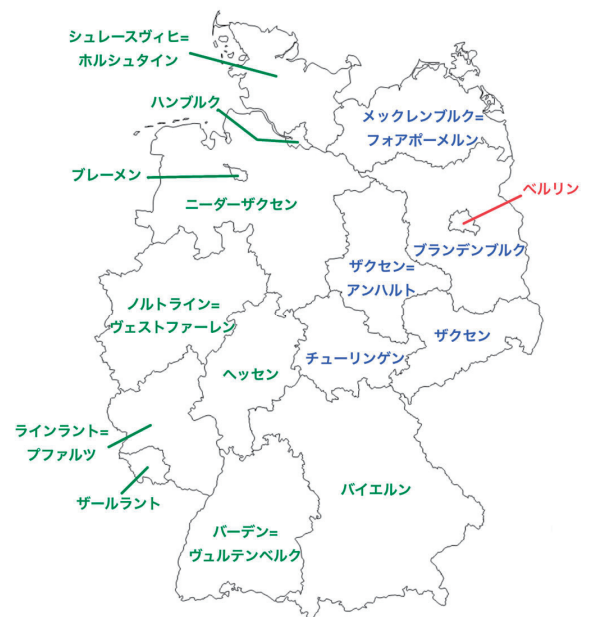 シュレースヴィヒ=
ホルシュタイン
ハンブルク
メックレンブルク=
フォアポーメルン
ブレーメン
ニーダーザクセン
ベルリン
ブランデンブルク
ザクセン=
アンハルト
ノルトライン=
ヴェストファーレン
ザクセン
チューリンゲン
ヘッセン
ラインラント=
プファルツ
ザールラント
バイエルン
バーデン=
ヴュルテンベルク